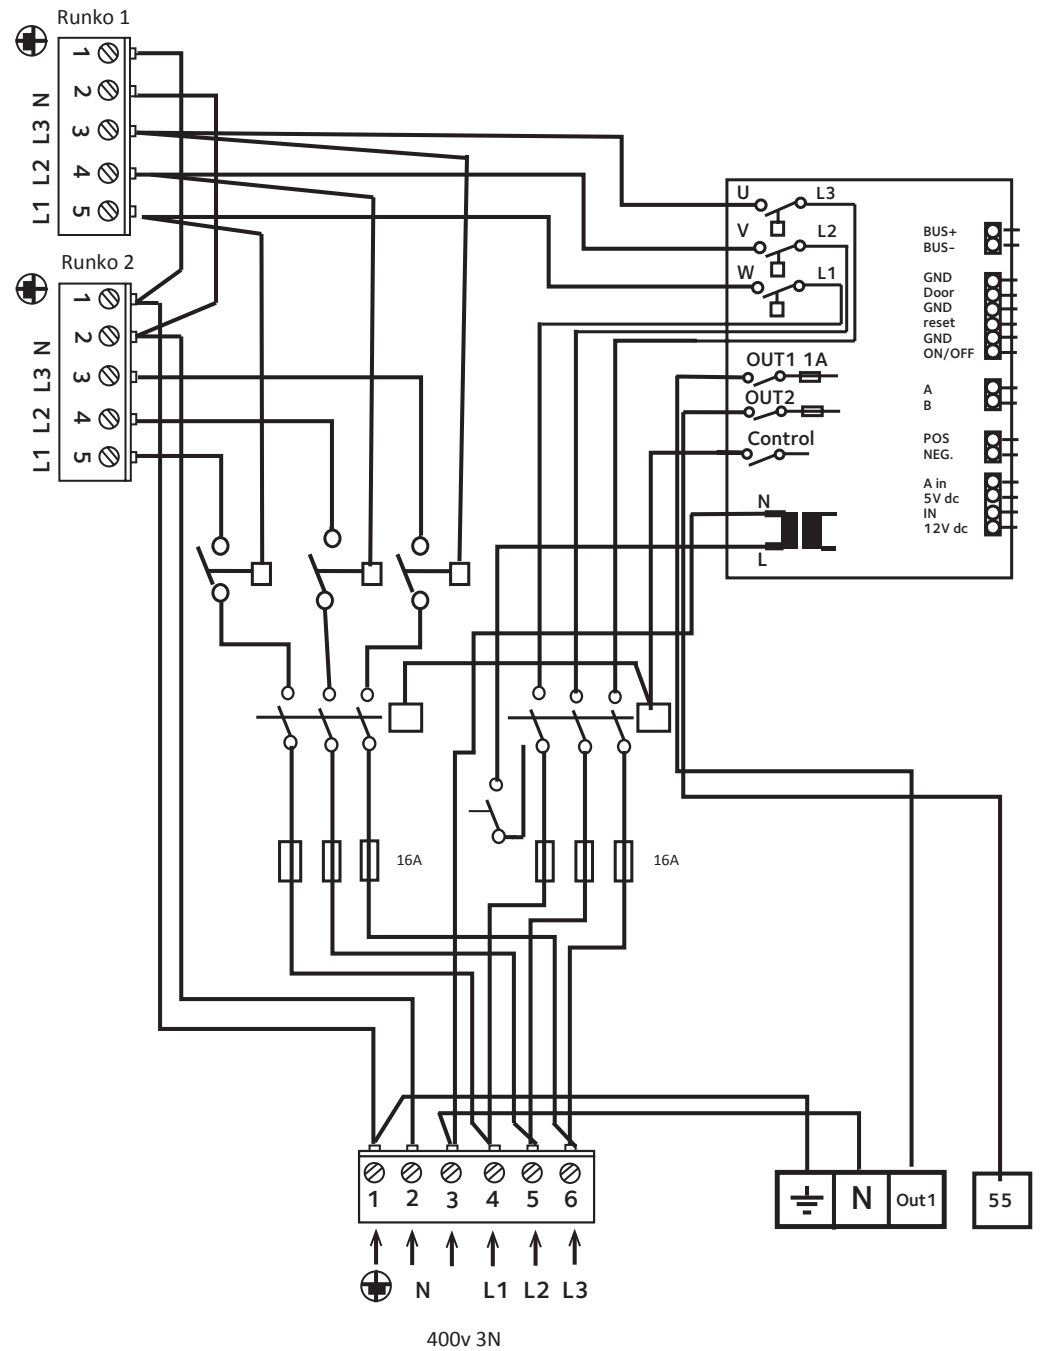 Runko 1
1
2
3
4
5
L1 L2 L3 N
Runko 2
1
2
3
4
5
L1 L2 L3 N
U L3
V L2
W L1
OUT1 1A
OUT2
Control
N
L
BUS+
BUS-
GND
Door
GND
reset
GND
ON/OFF
A
B
POS
NEG.
A in
5V dc
IN
12V dc
16A
16A
1 2 3 4 5 6
N L1 L2 L3
400v 3N
N Out1
55